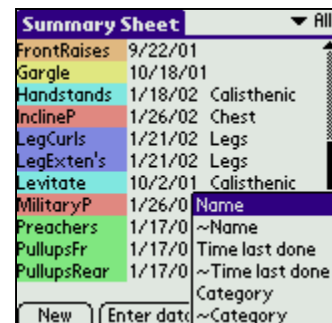 Summary Sheet All
FrontRaises 9/22/01
Gargle 10/18/01
Handstands 1/18/02 Calisthenic
InclineP 1/26/02 Chest
LegCurls 1/21/02 Legs
LegExten's 1/21/02 Legs
Levitate 10/2/01 Calisthenic
MilitaryP 1/26/0 Name
Preachers 1/17/0 ~Name
PullupsFr 1/17/0 Time last done
PullupsRear 1/17/0 ~Time last done
Category
New Enter date ~Category